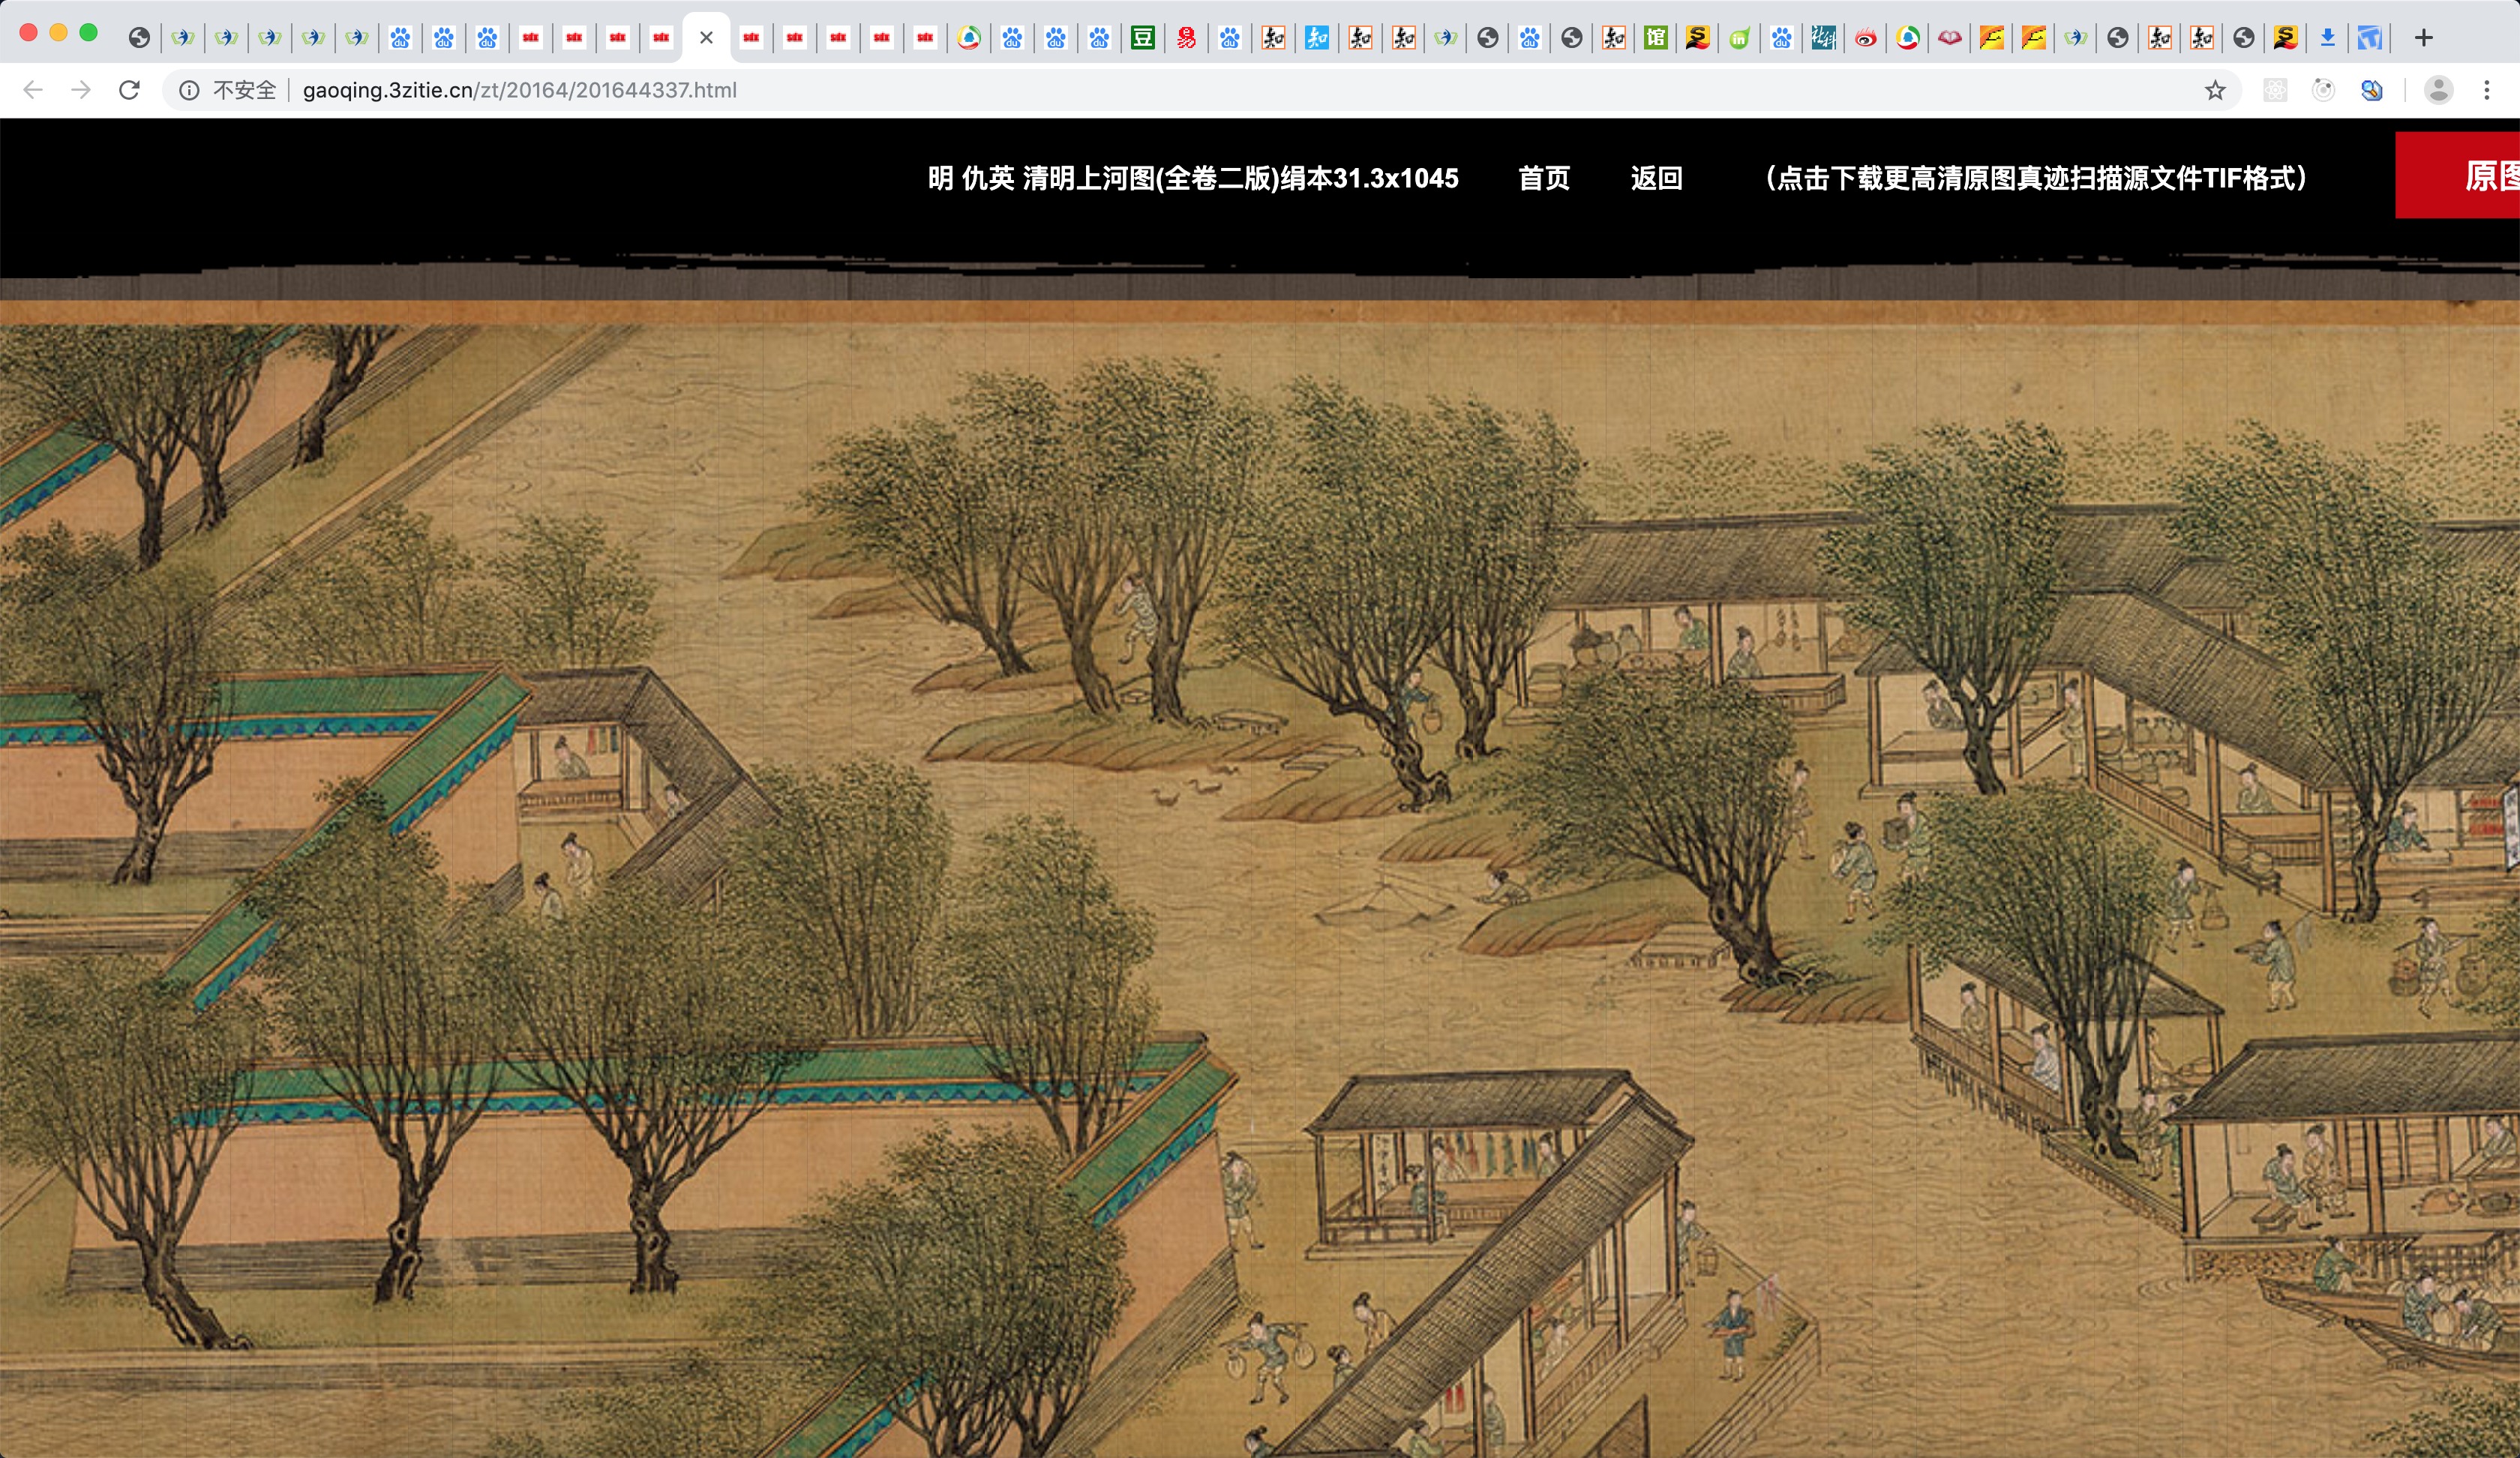 不安全 gaoqing.3zitie.cn/zt/20164/201644337.html
明 仇英 清明上河图(全卷二版)绢本31.3x1045 首页 返回 （点击下载更高清原图真迹扫描源文件TIF格式） 原图